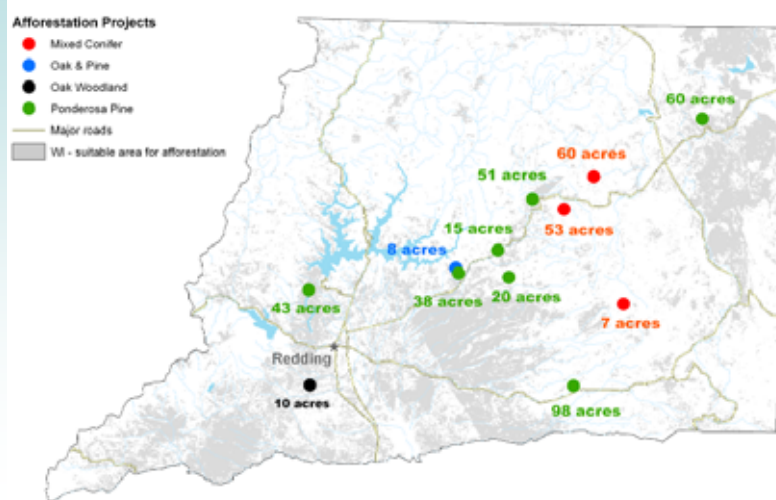 Afforestation Projects
Mixed Conifer
Oak & Pine
Oak Woodland
Ponderosa Pine
Major roads
WI - suitable area for afforestation
60 acres
60 acres
51 acres
53 acres
15 acres
8 acres
38 acres
20 acres
43 acres
7 acres
Redding
10 acres
98 acres